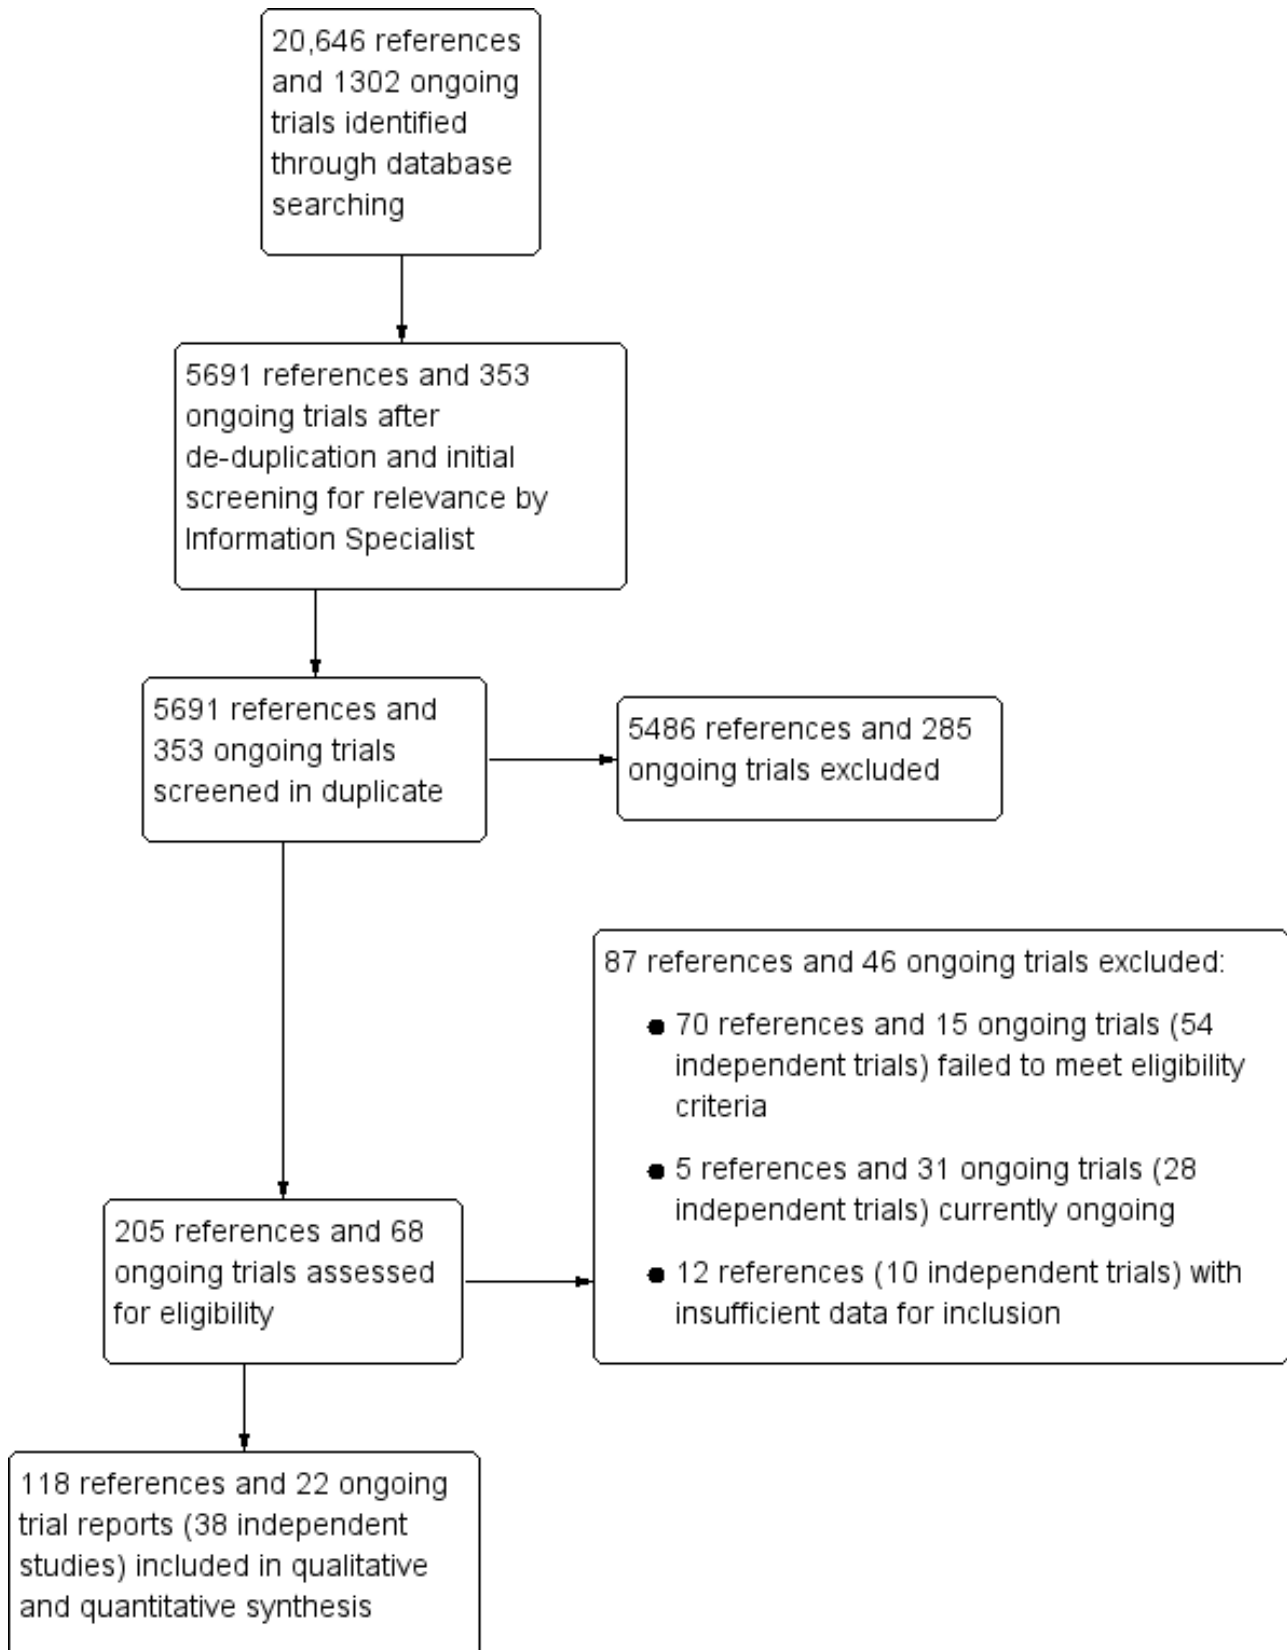 20,646 references
and 1302 ongoing
trials identified
through database
searching
5691 references and 353
ongoing trials after
de-duplication and initial
screening for relevance by
Information Specialist
5691 references and
353 ongoing trials
screened in duplicate
5486 references and 285
ongoing trials excluded
87 references and 46 ongoing trials excluded:
● 70 references and 15 ongoing trials (54
independent trials) failed to meet eligibility
criteria
● 5 references and 31 ongoing trials (28
independent trials) currently ongoing
● 12 references (10 independent trials) with
insufficient data for inclusion
205 references and 68
ongoing trials assessed
for eligibility
118 references and 22 ongoing
trial reports (38 independent
studies) included in qualitative
and quantitative synthesis